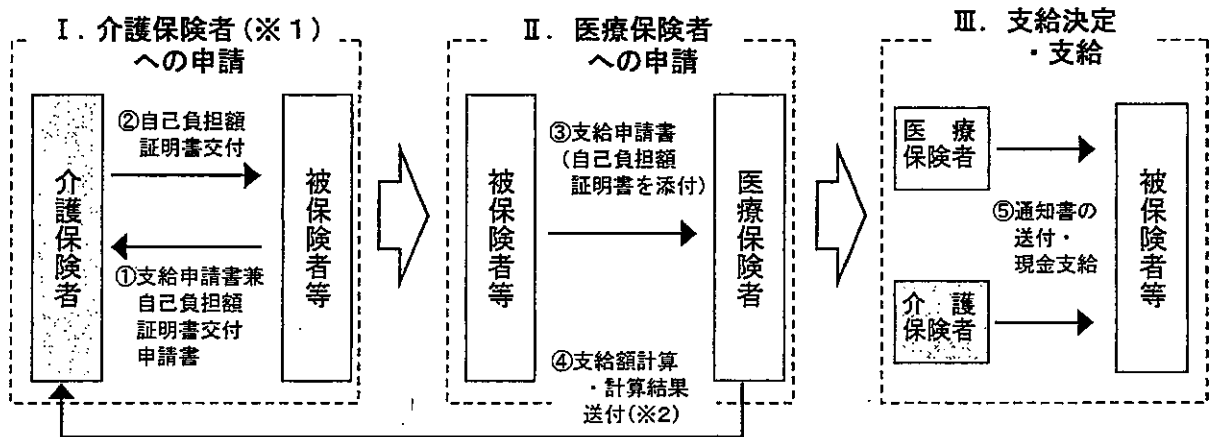 Ⅰ．介護保険者(※1)
への申請
介護保険者
②自己負担額
証明書交付
①支給申請書兼
自己負担額
証明書交付
申請書
被保険者等
Ⅱ．医療保険者
への申請
被保険者等
③支給申請書
(自己負担額
証明書を添付)
④支給額計算
・計算結果
送付(※2)
医療保険者
Ⅲ．支給決定
・支給
医　療
保険者
⑤通知書の
送付・
現金支給
介　護
保険者
被保険者等